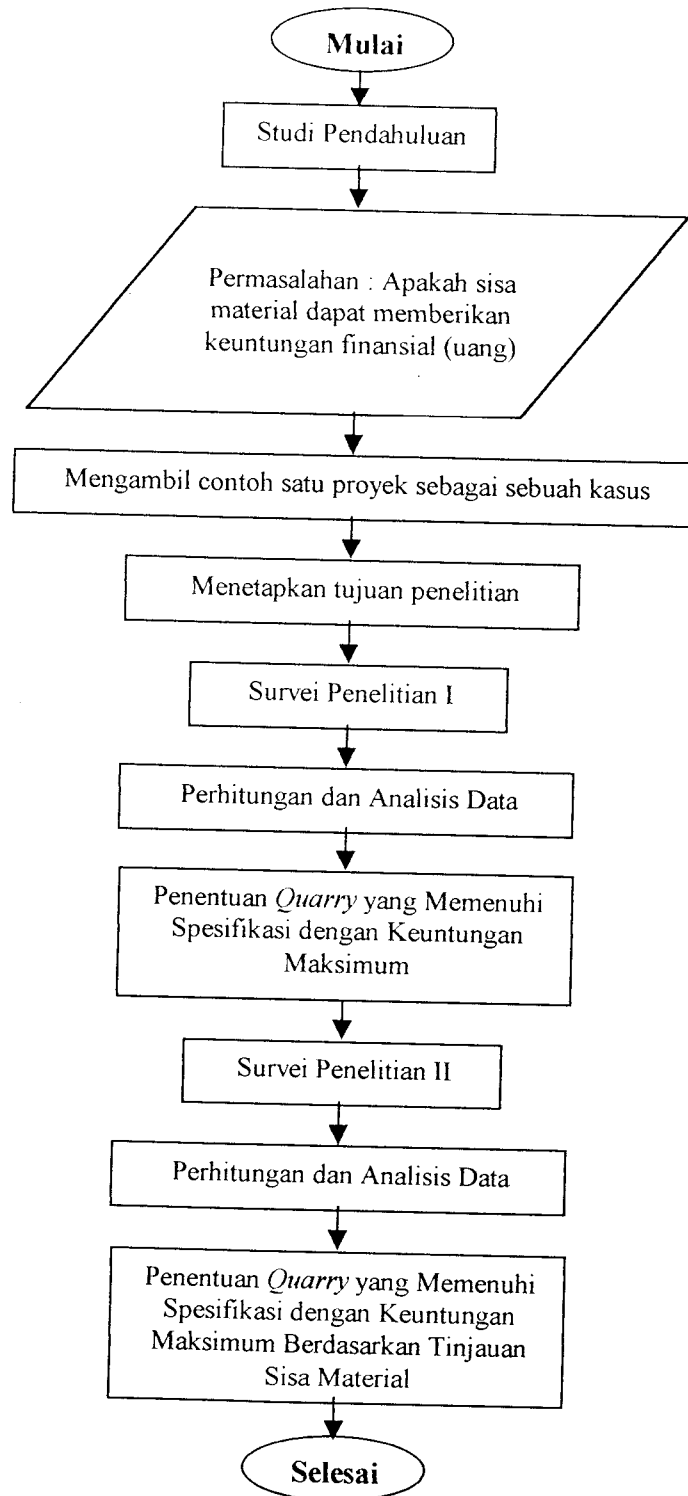 Mulai
Studi Pendahuluan
Permasalahan : Apakah sisa
material dapat memberikan
keuntungan finansial (uang)
Mengambil contoh satu proyek sebagai sebuah kasus
Menetapkan tujuan penelitian
Survei Penelitian I
Perhitungan dan Analisis Data
Penentuan Quarry yang Memenuhi
Spesifikasi dengan Keuntungan
Maksimum
Survei Penelitian II
Perhitungan dan Analisis Data
Penentuan Quarry yang Memenuhi
Spesifikasi dengan Keuntungan
Maksimum Berdasarkan Tinjauan
Sisa Material
Selesai